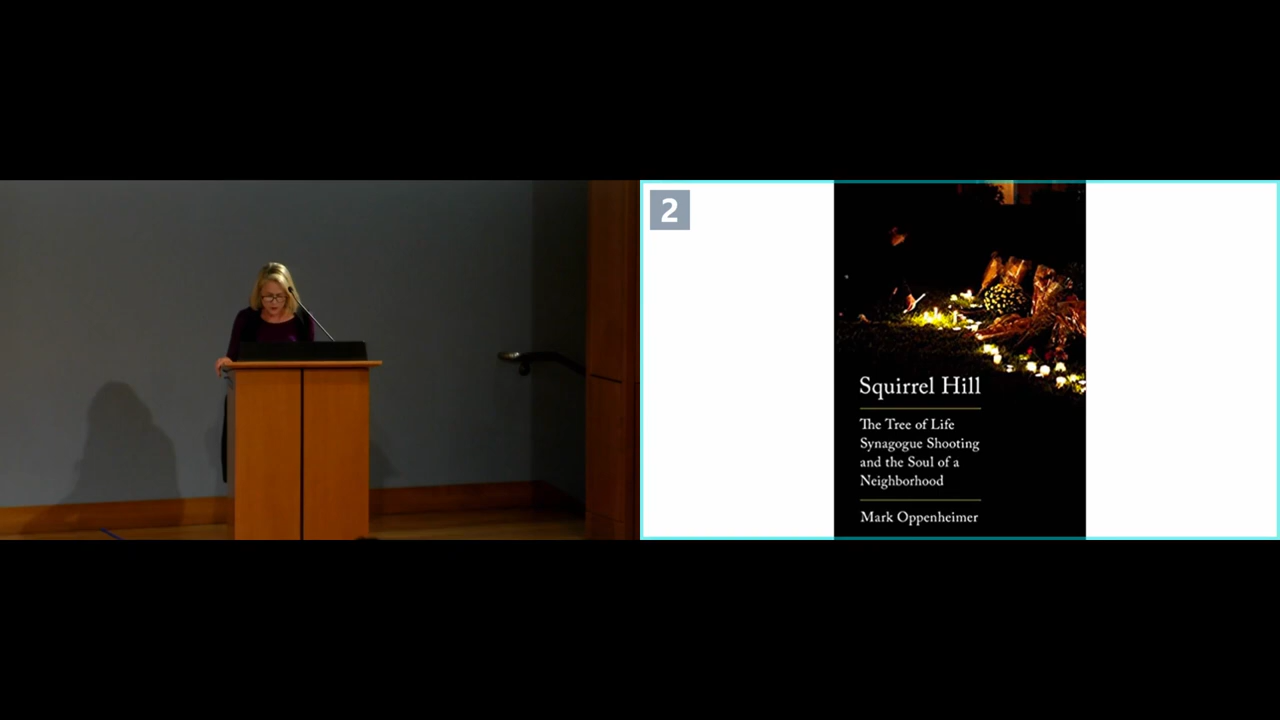 2
Squirrel Hill
The Tree of Life
Synagogue Shooting
and the Soul of a
Neighborhood
Mark Oppenheimer